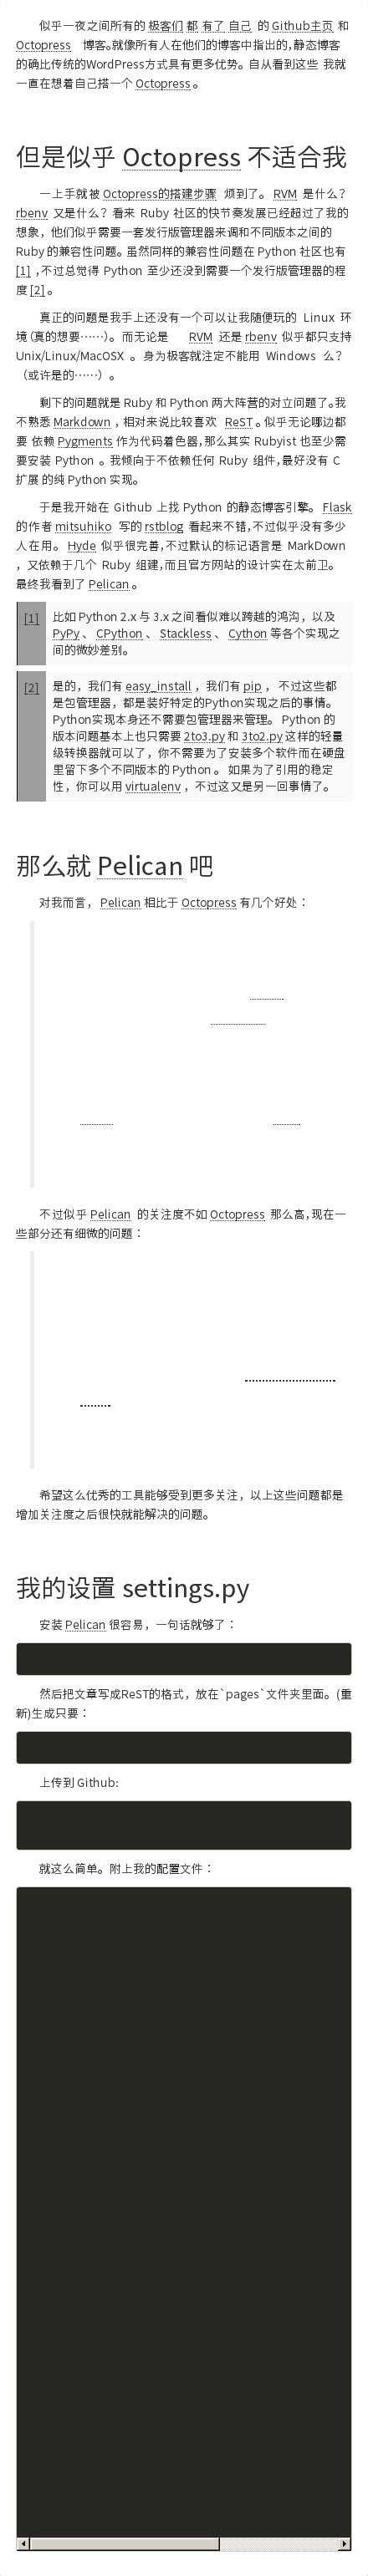 似乎一夜之间所有的 极客们 都 有了 自己 的 Github主页 和
Octopress 博客。就像所有人在他们的博客中指出的，静态博客
的确比传统的WordPress方式具有更多优势。 自从看到这些 我就
一直在想着自己搭一个 Octopress 。
但是似乎 Octopress 不适合我
一上手就被 Octopress的搭建步骤 烦到了。 RVM 是什么？
rbenv 又是什么？ 看来 Ruby 社区的快节奏发展已经超过了我的
想象，他们似乎需要一套发行版管理器来调和不同版本之间的
Ruby 的兼容性问题。 虽然同样的兼容性问题在 Python 社区也有
[1] ，不过总觉得 Python 至少还没到需要一个发行版管理器的程
度 [2] 。
真正的问题是我手上还没有一个可以让我随便玩的 Linux 环
境（真的想要……）。 而无论是 RVM 还是 rbenv 似乎都只支持
Unix/Linux/MacOSX 。 身为极客就注定不能用 Windows 么？
（或许是的……）。
剩下的问题就是 Ruby 和 Python 两大阵营的对立问题了。我
不熟悉 Markdown ，相对来说比较喜欢 ReST 。 似乎无论哪边都
要 依赖 Pygments 作为代码着色器，那么其实 Rubyist 也至少需
要安装 Python 。 我倾向于不依赖任何 Ruby 组件，最好没有 C
扩展 的纯 Python 实现。
于是我开始在 Github 上找 Python 的静态博客引擎。 Flask
的作者 mitsuhiko 写的 rstblog 看起来不错，不过似乎没有多少
人在用。 Hyde 似乎很完善，不过默认的标记语言是 MarkDown
，又依赖于几个 Ruby 组建，而且官方网站的设计实在太前卫。
最终我看到了 Pelican 。
[1] 比如 Python 2.x 与 3.x 之间看似难以跨越的鸿沟，以及
PyPy 、 CPython 、 Stackless 、 Cython 等各个实现之
间的微妙差别。
[2] 是的，我们有 easy_install ，我们有 pip ， 不过这些都
是包管理器，都是装好特定的Python实现之后的事情。
Python实本身还不需要包管理器来管理。 Python 的
版本问题基本上也只需要 2to3.py 和 3to2.py 这样的轻量
级转换器就可以了，你不需要为了安装多个软件而在硬盘
里留下多个不同版本的 Python 。 如果为了引用的稳定
性，你可以用 virtualenv ，不过这又是另一回事情了。
那么就 Pelican 吧
对我而言， Pelican 相比于 Octopress 有几个好处：
不过似乎 Pelican 的关注度不如 Octopress 那么高，现在一
些部分还有细微的问题：
希望这么优秀的工具能够受到更多关注，以上这些问题都是
增加关注度之后很快就能解决的问题。
我的设置 settings.py
安装 Pelican 很容易，一句话就够了：
然后把文章写成ReST的格式，放在`pages`文件夹里面。(重
新)生成只要：
上传到 Github:
就这么简单。附上我的配置文件：